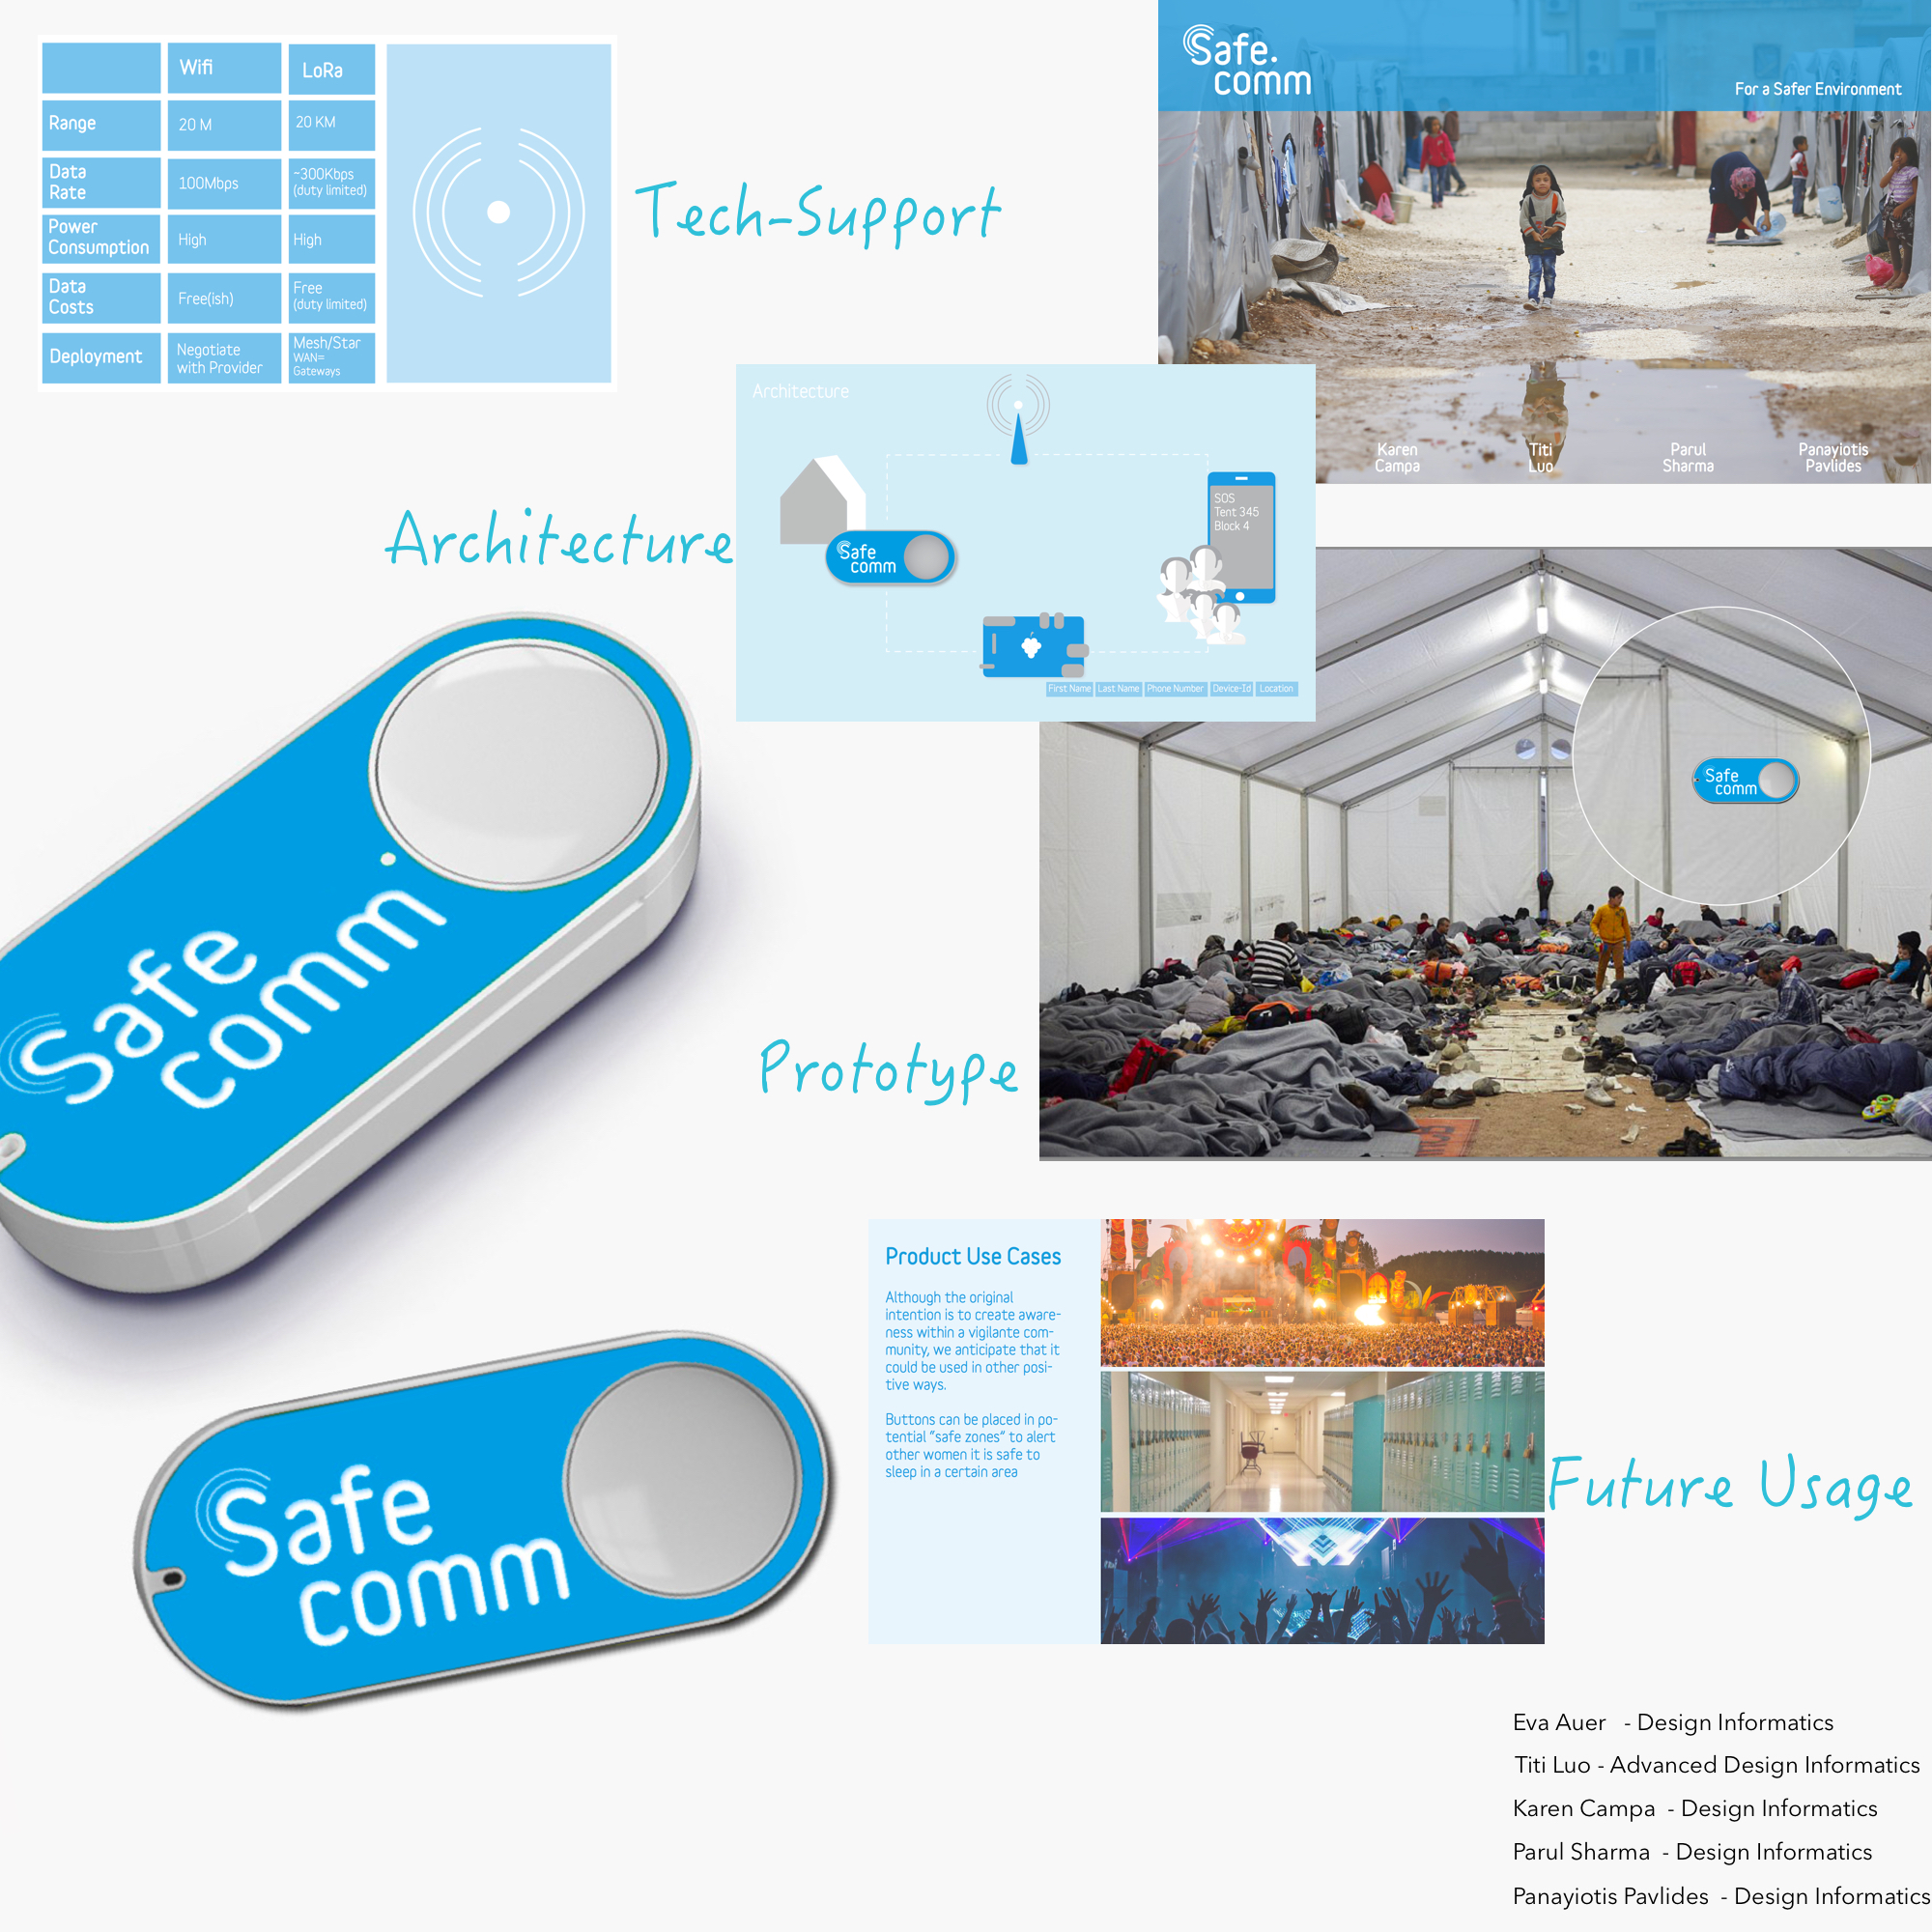 Wifi
LoRa
Range
20 M
20 KM
Data
Rate
100Mbps
~300Kbps
(duty limited)
Power
Consumption
High
High
Data
Costs
Free(ish)
Free
(duty limited)
Deployment
Negotiate
with Provider
Mesh/Star
WAN=
Gateways
Tech-Support
Safe.
comm
For a Safer Environment
Karen
Campa
Titi
Luo
Parul
Sharma
Panayiotis
Pavlides
Architecture
Architecture
Safe
comm
SOS
Tent 345
Block 4
First Name
Last Name
Phone Number
Device-Id
Location
Safe
comm
Safe
comm
Prototype
Product Use Cases
Although the original
intention is to create aware-
ness within a vigilante com-
munity, we anticipate that it
could be used in other posi-
tive ways.
Buttons can be placed in po-
tential "safe zones" to alert
other women it is safe to
sleep in a certain area
Future Usage
Safe
comm
Eva Auer - Design Informatics
Titi Luo - Advanced Design Informatics
Karen Campa - Design Informatics
Parul Sharma - Design Informatics
Panayiotis Pavlides - Design Informatics